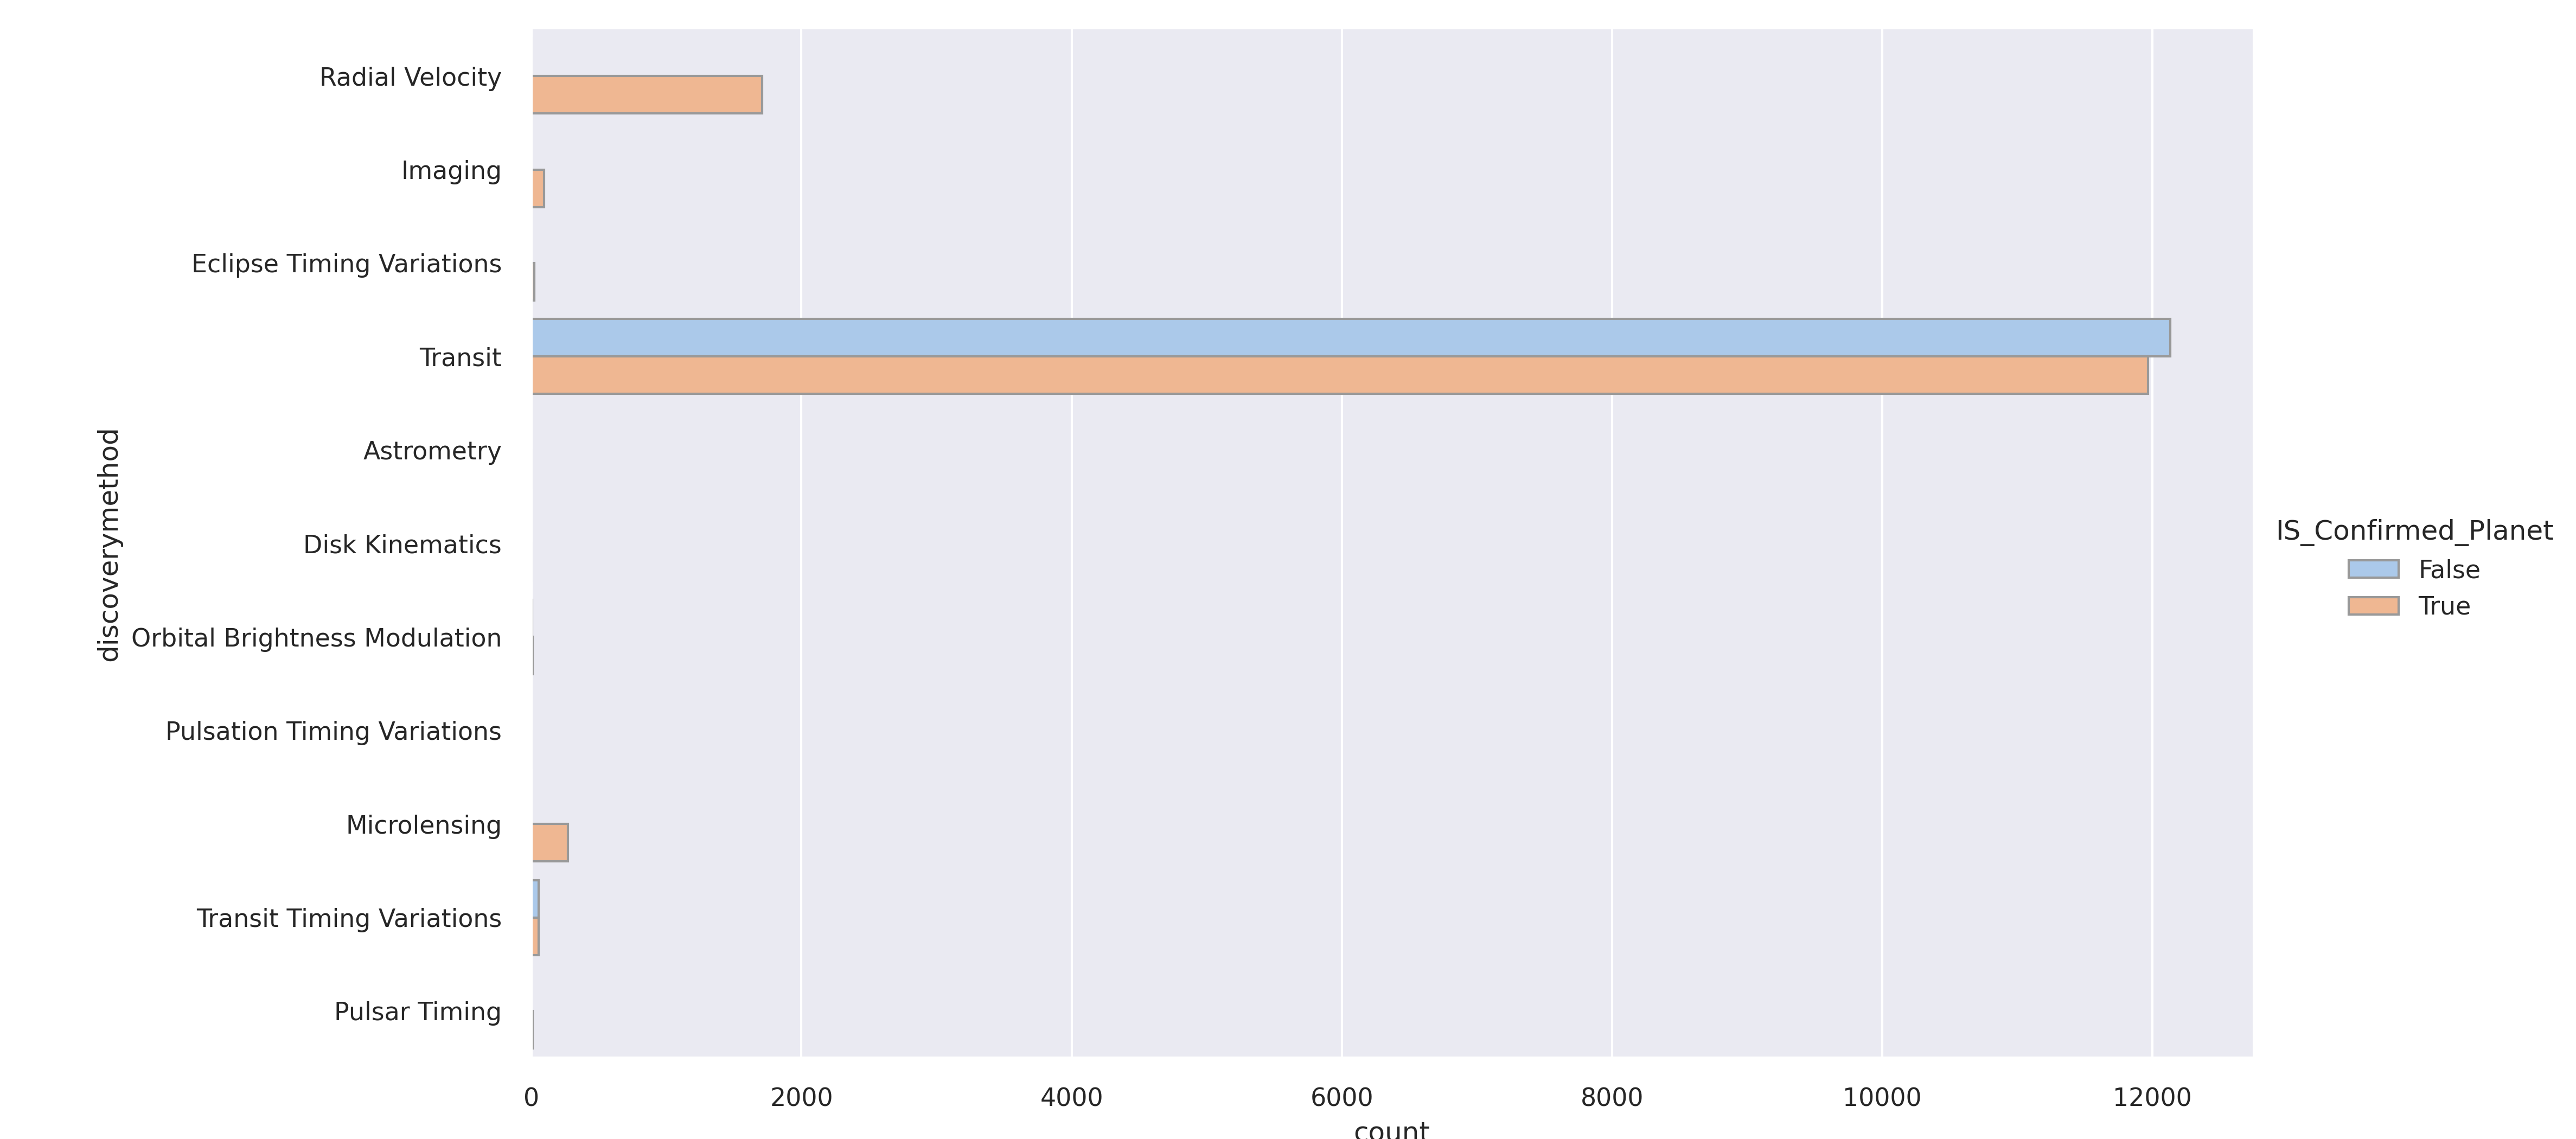 Radial Velocity
Imaging
Eclipse Timing Variations
Transit
Astrometry
Disk Kinematics
Orbital Brightness Modulation
Pulsation Timing Variations
Microlensing
Transit Timing Variations
Pulsar Timing
discoverymethod
0 2000 4000 6000 8000 10000 12000
count
IS_Confirmed_Planet
False
True